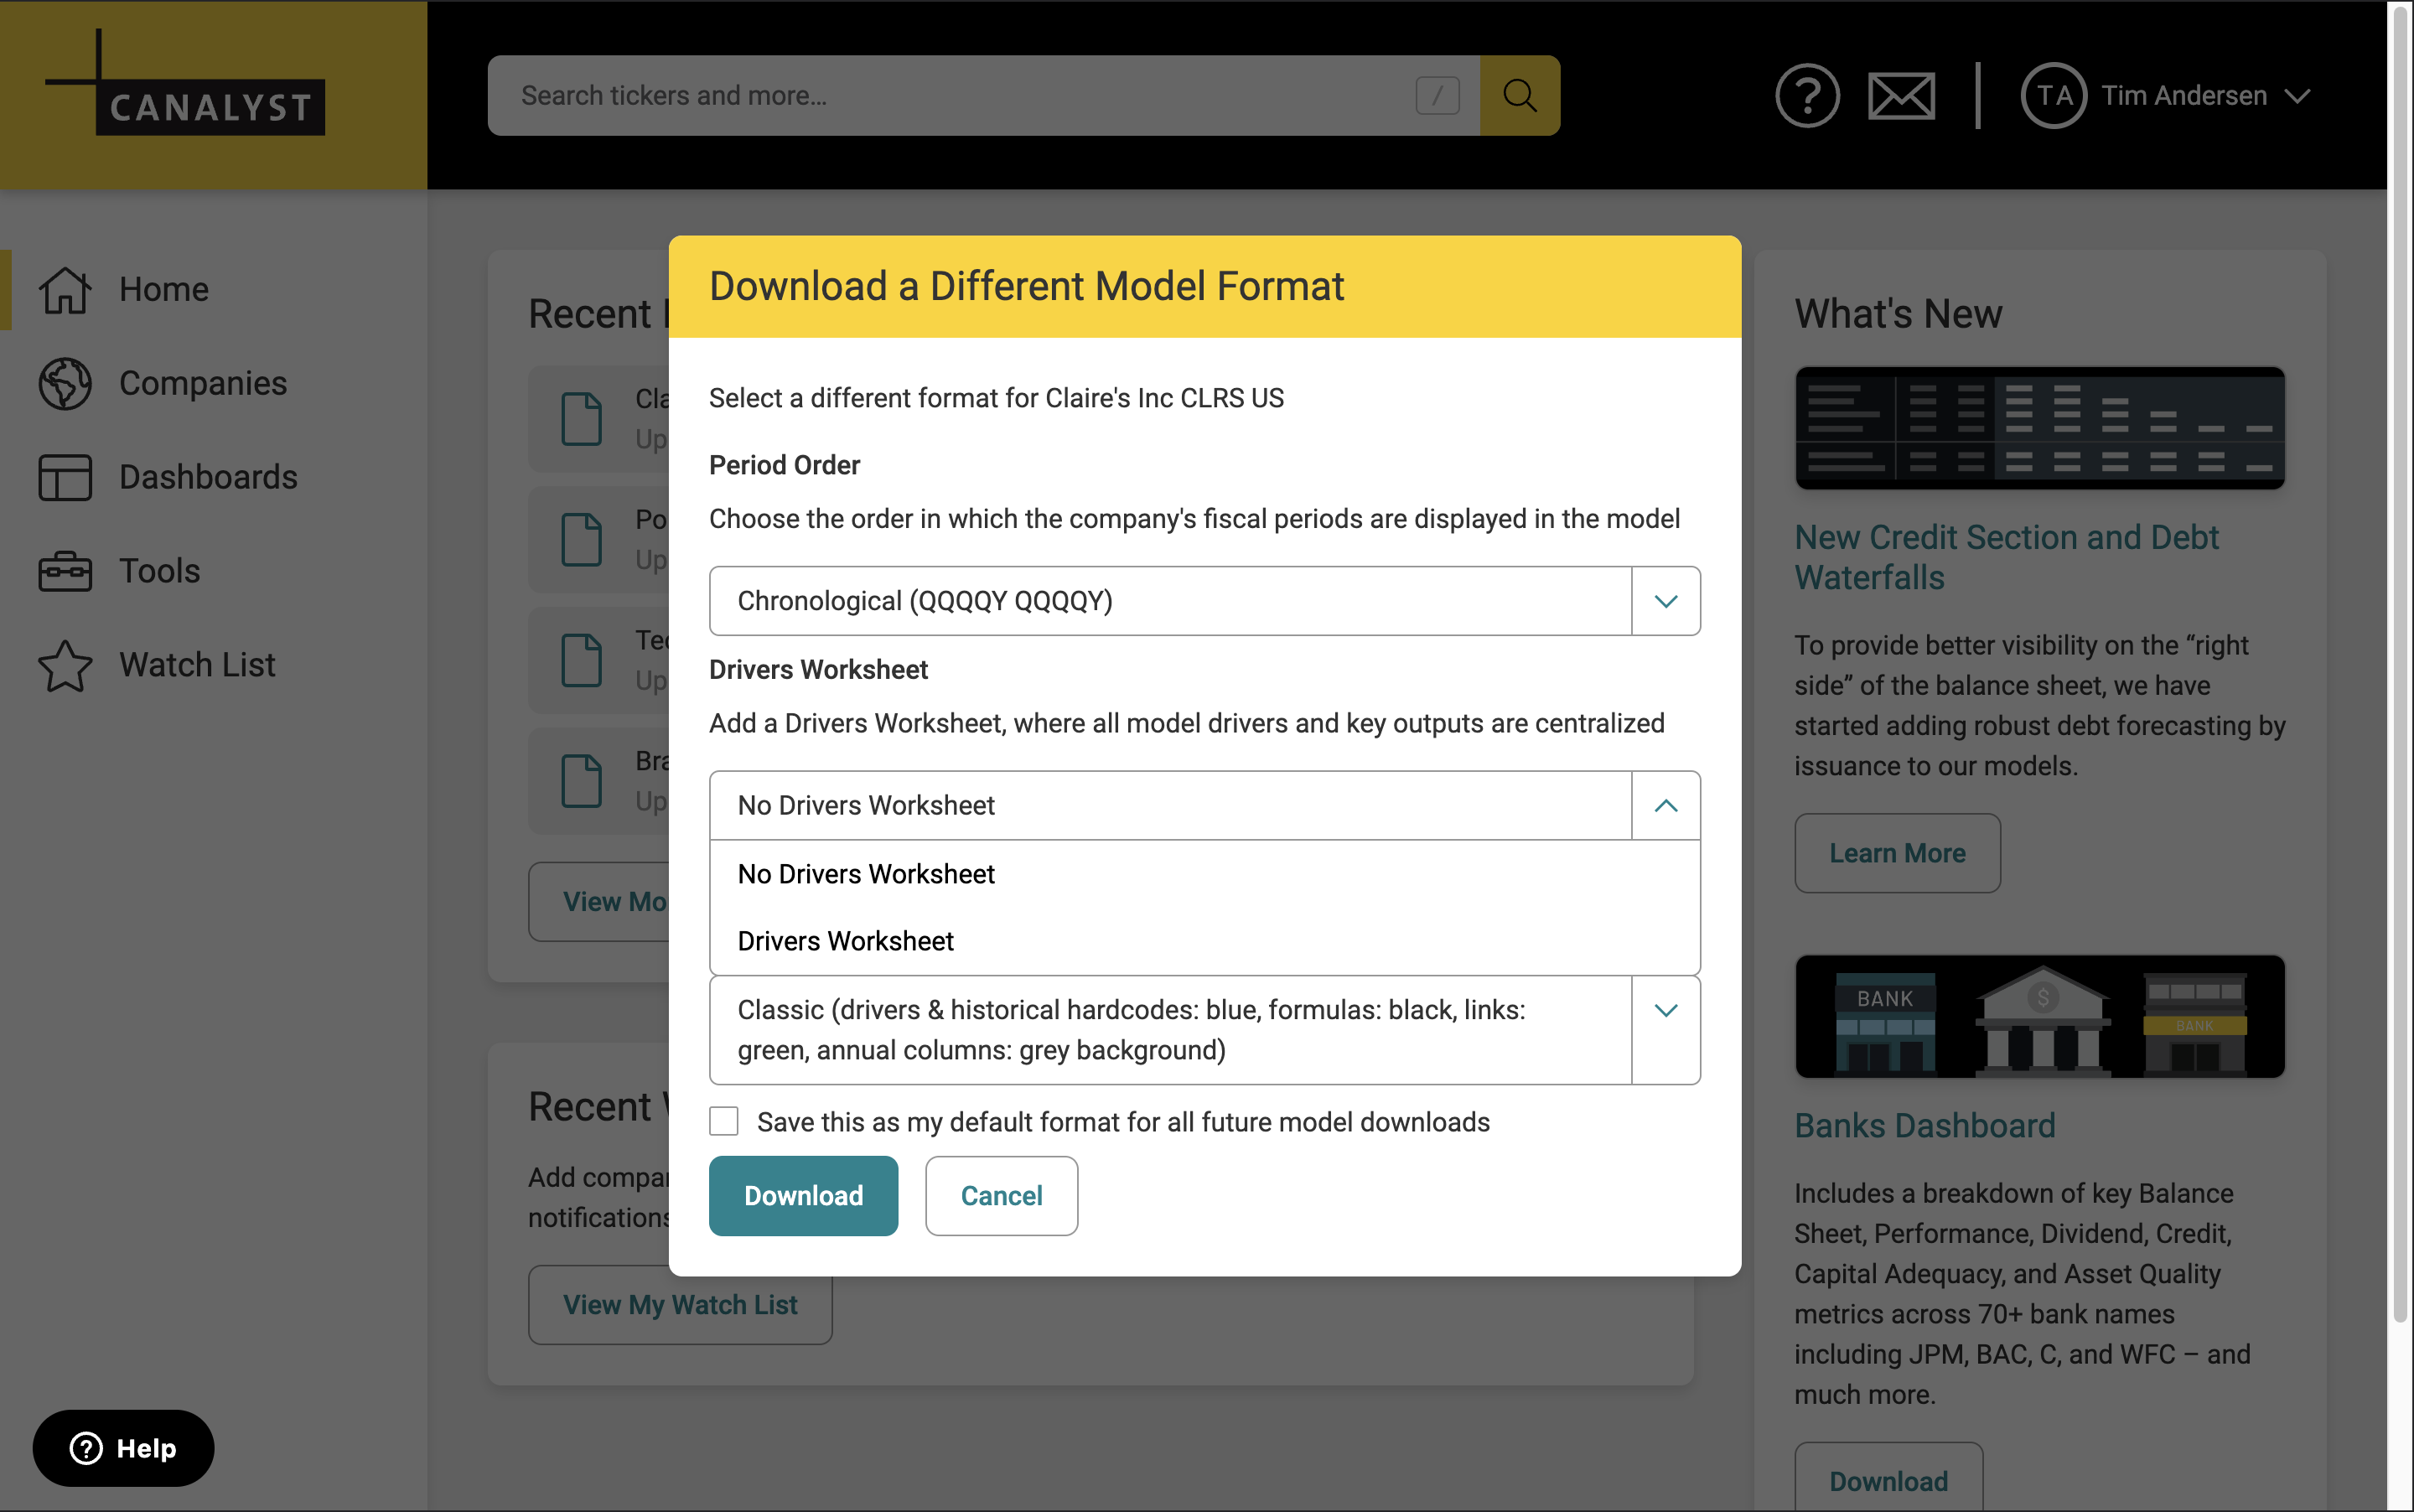 CANALYST
Search tickers and more...
/
TA Tim Andersen
Home
Companies
Dashboards
Tools
Watch List
Help
Recent
Cla
Up
Po
Up
Tec
Up
Bra
Up
View Mo
Recent
Add compar
notifications
View My Watch List
Download a Different Model Format
Select a different format for Claire's Inc CLRS US
Period Order
Choose the order in which the company's fiscal periods are displayed in the model
Chronological (QQQQY QQQQY)
Drivers Worksheet
Add a Drivers Worksheet, where all model drivers and key outputs are centralized
No Drivers Worksheet
No Drivers Worksheet
Drivers Worksheet
Classic (drivers & historical hardcodes: blue, formulas: black, links:
green, annual columns: grey background)
Save this as my default format for all future model downloads
Download
Cancel
What's New
New Credit Section and Debt
Waterfalls
To provide better visibility on the “right
side” of the balance sheet, we have
started adding robust debt forecasting by
issuance to our models.
Learn More
BANK
$
BANK
Banks Dashboard
Includes a breakdown of key Balance
Sheet, Performance, Dividend, Credit,
Capital Adequacy, and Asset Quality
metrics across 70+ bank names
including JPM, BAC, C, and WFC – and
much more.
Download